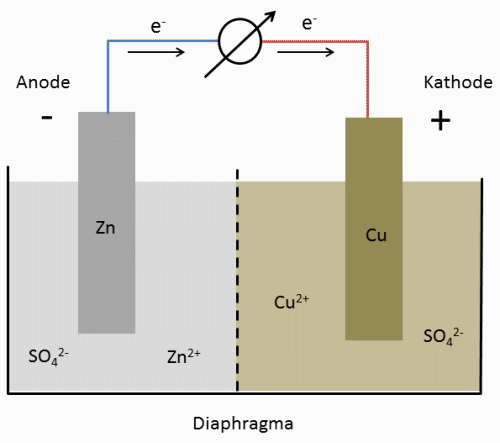 e⁻
e⁻
Anode
Kathode
-
+
Zn
Cu
Cu²⁺
SO₄²⁻
Zn²⁺
SO₄²⁻
Diaphragma